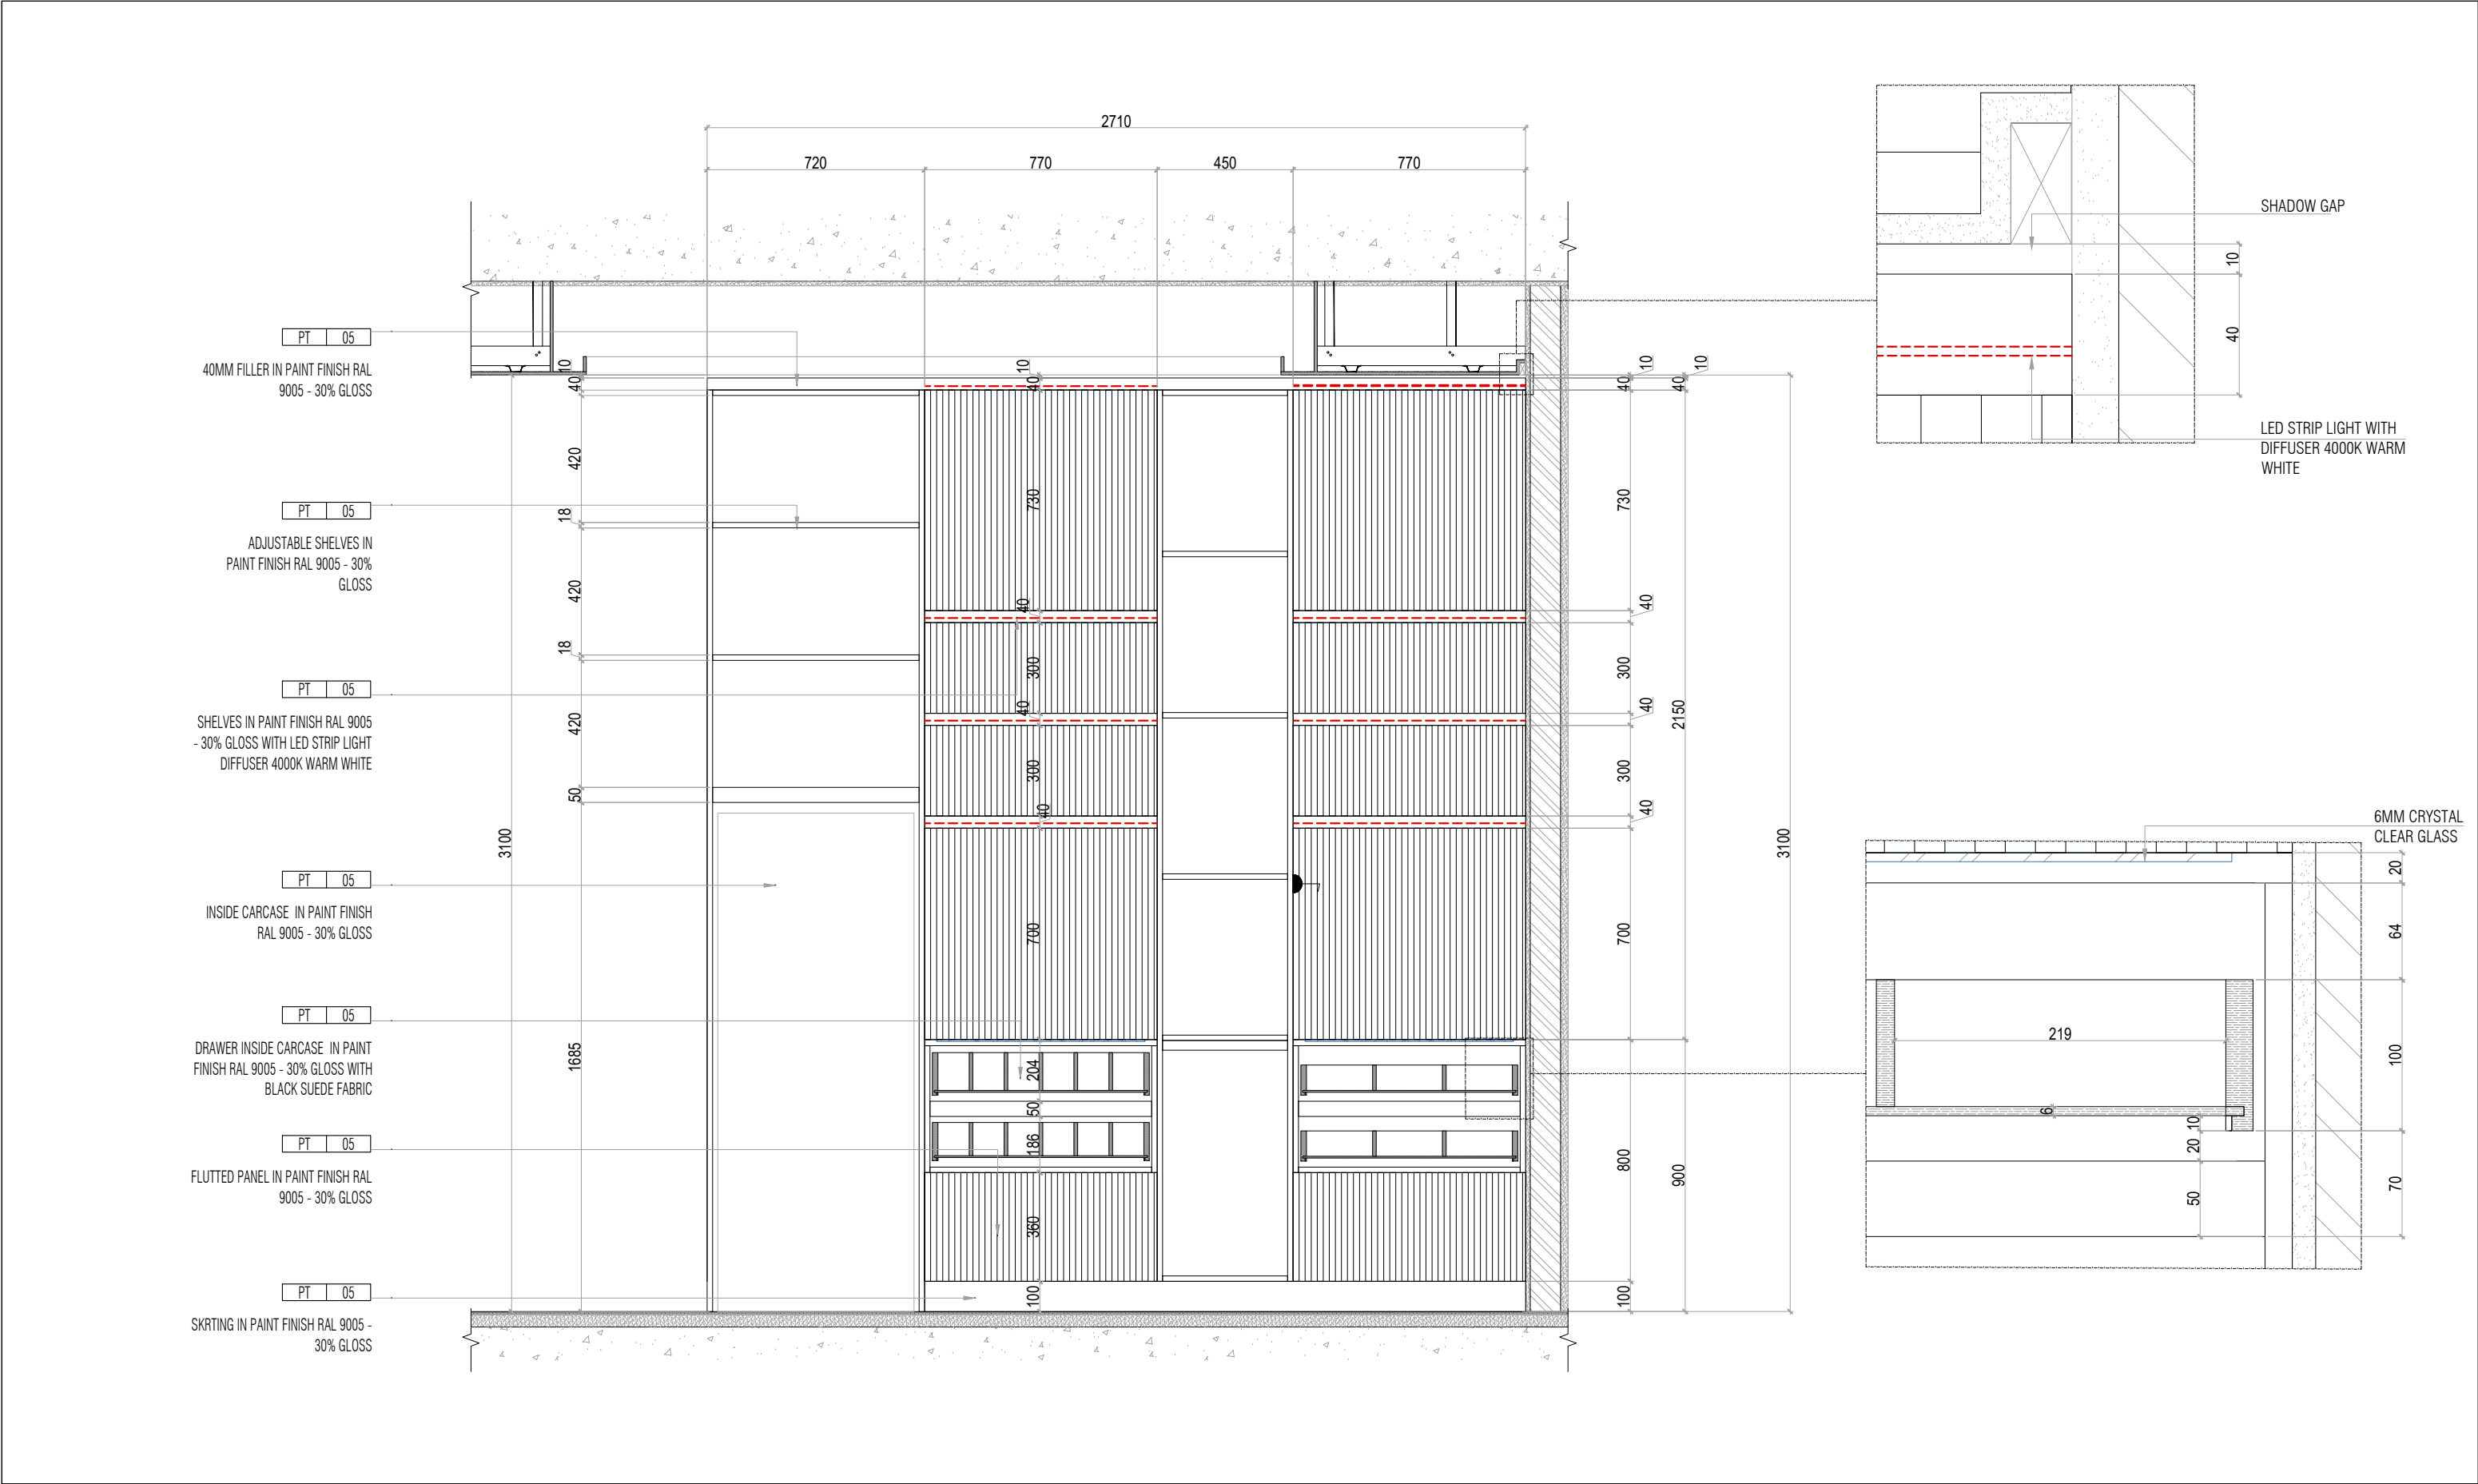 2710
720
770
450
770
PT 05
40MM FILLER IN PAINT FINISH RAL
9005 - 30% GLOSS
PT 05
ADJUSTABLE SHELVES IN
PAINT FINISH RAL 9005 - 30%
GLOSS
PT 05
SHELVES IN PAINT FINISH RAL 9005
- 30% GLOSS WITH LED STRIP LIGHT
DIFFUSER 4000K WARM WHITE
PT 05
INSIDE CARCASE IN PAINT FINISH
RAL 9005 - 30% GLOSS
PT 05
DRAWER INSIDE CARCASE IN PAINT
FINISH RAL 9005 - 30% GLOSS WITH
BLACK SUEDE FABRIC
PT 05
FLUTTED PANEL IN PAINT FINISH RAL
9005 - 30% GLOSS
PT 05
SKRTING IN PAINT FINISH RAL 9005 -
30% GLOSS
3100
10
40
420
18
420
18
420
50
1685
10
40
730
40
300
40
300
40
700
204
50
186
360
100
10
40
730
40
300
40
300
40
700
800
100
10
40
2150
900
3100
SHADOW GAP
10
40
LED STRIP LIGHT WITH
DIFFUSER 4000K WARM
WHITE
6MM CRYSTAL
CLEAR GLASS
20
64
219
100
6
10
20
50
70